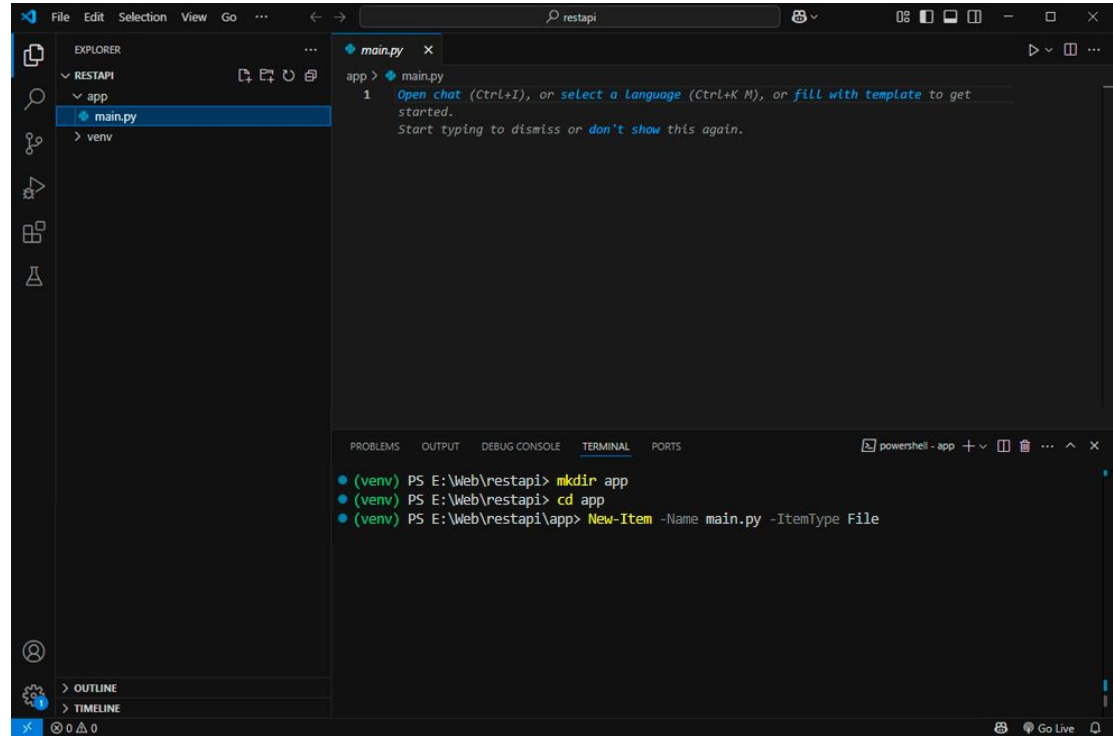 File Edit Selection View Go ... restapi
EXPLORER ...
RESTAPI
app
main.py
venv
OUTLINE
TIMELINE
main.py
app > main.py
1 Open chat (Ctrl+I), or select a language (Ctrl+K M), or fill with template to get
started.
Start typing to dismiss or don't show this again.
PROBLEMS OUTPUT DEBUG CONSOLE TERMINAL PORTS powershell - app
(venv) PS E:\Web\restapi> mkdir app
(venv) PS E:\Web\restapi> cd app
(venv) PS E:\Web\restapi\app> New-Item -Name main.py -ItemType File
1
0 0 Go Live